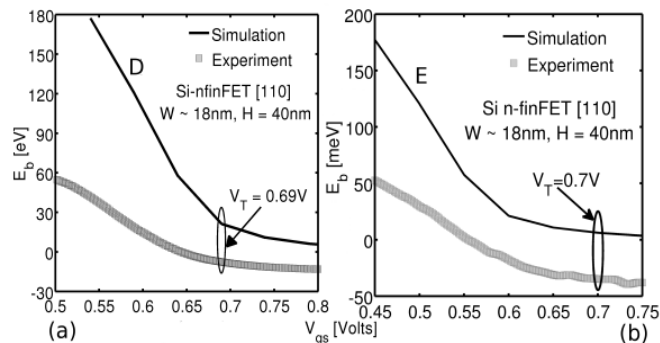 180
150
120
90
60
30
0
-30
E_b [eV]
D
Simulation
Experiment
Si-nfinFET [110]
W ~ 18nm, H = 40nm
V_T = 0.69V
0.5 0.55 0.6 0.65 0.7 0.75 0.8
(a)
V_gs [Volts]
200
150
100
50
0
-50
E_b [meV]
E
Simulation
Experiment
Si n-finFET [110]
W ~ 18nm, H = 40nm
V_T=0.7V
0.45 0.5 0.55 0.6 0.65 0.7 0.75
(b)